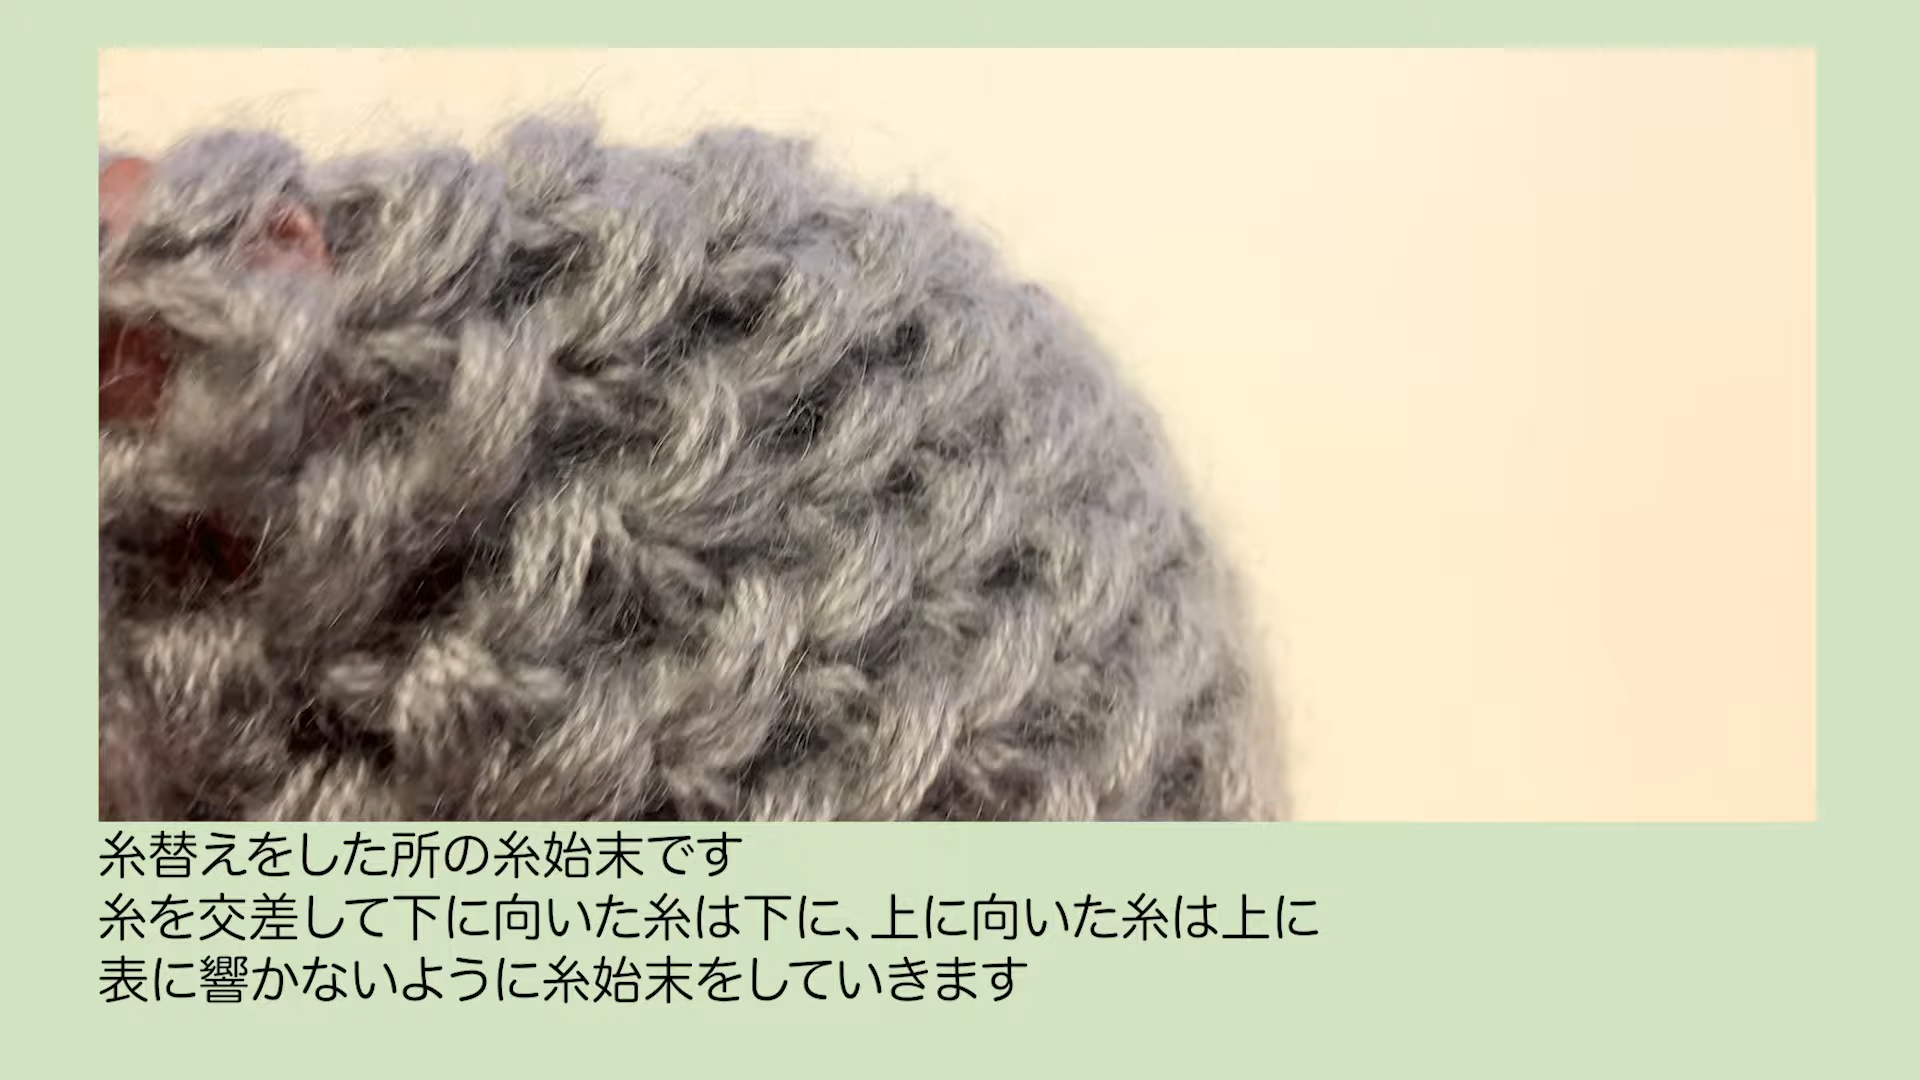 糸替えをした所の糸始末です
糸を交差して下に向いた糸は下に、上に向いた糸は上に
表に響かないように糸始末をしていきます